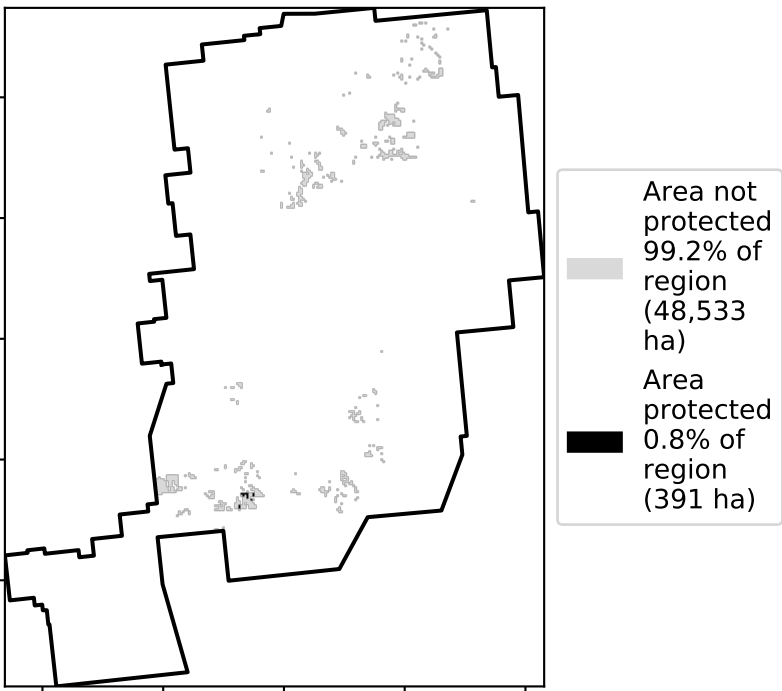 Area not
protected
99.2% of
region
(48,533
ha)
Area
protected
0.8% of
region
(391 ha)